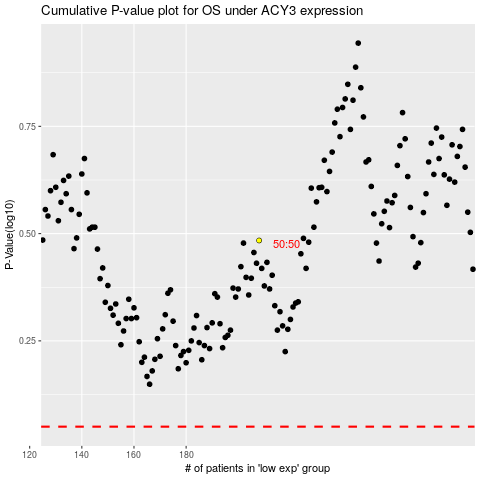 Cumulative P-value plot for OS under ACY3 expression
P-Value(log10)
0.75
0.50
0.25
50:50
120 140 160 180
# of patients in 'low exp' group